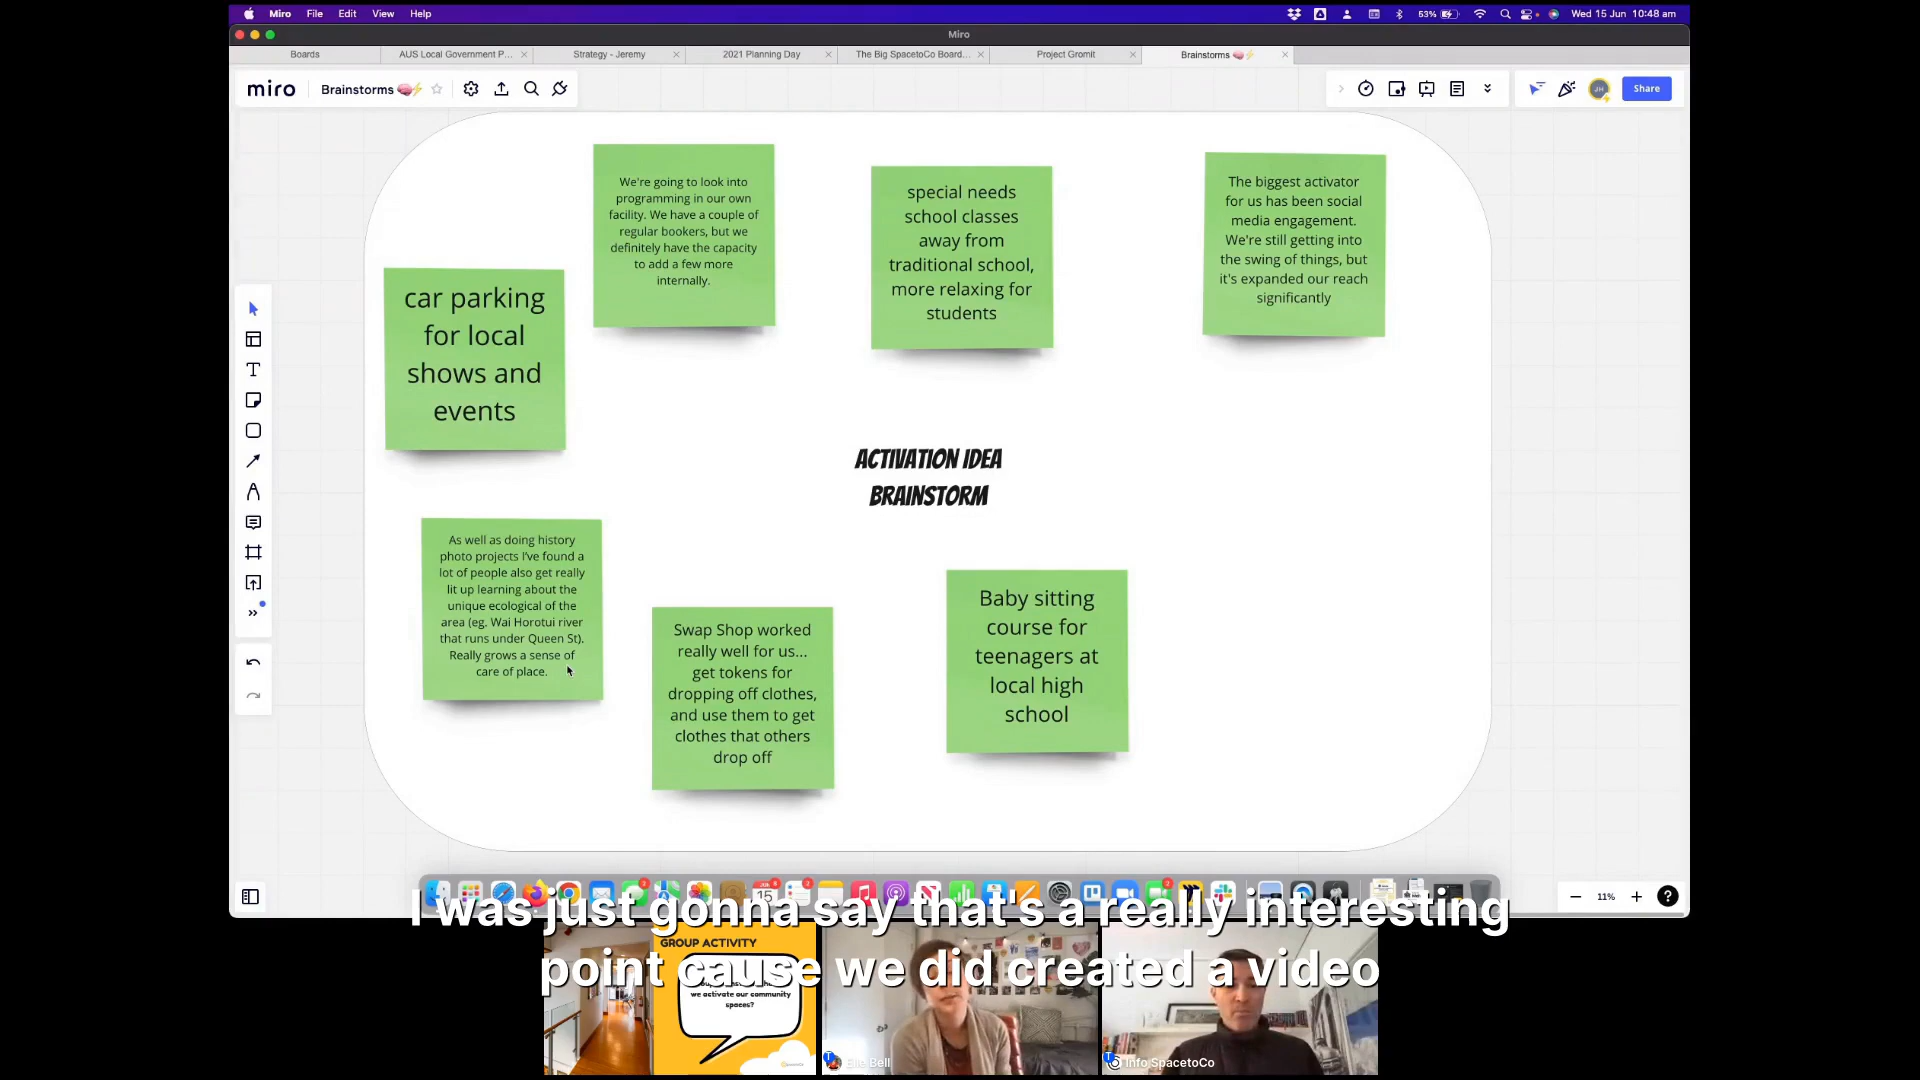 Miro File Edit View Help
53% Wed 15 Jun 10:48 am
Miro
Boards
AUS Local Government P...
Strategy - Jeremy
2021 Planning Day
The Big SpacetoCo Board...
Project Gromit
Brainstorms
miro Brainstorms
JH
Share
We're going to look into
programming in our own
facility. We have a couple of
regular bookers, but we
definitely have the capacity
to add a few more
internally.
special needs
school classes
away from
traditional school,
more relaxing for
students
The biggest activator
for us has been social
media engagement.
We're still getting into
the swing of things, but
it's expanded our reach
significantly
car parking
for local
shows and
events
ACTIVATION IDEA
BRAINSTORM
As well as doing history
photo projects I've found a
lot of people also get really
lit up learning about the
unique ecological of the
area (eg. Wai Horotui river
that runs under Queen St).
Really grows a sense of
care of place.
Swap Shop worked
really well for us...
get tokens for
dropping off clothes,
and use them to get
clothes that others
drop off
Baby sitting
course for
teenagers at
local high
school
11%
I was just gonna say that's a really interesting
point cause we did created a video
GROUP ACTIVITY
we activate our community
spaces?
Elle Bell
Info SpacetoCo